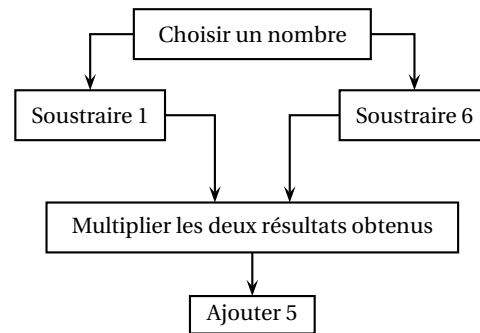 Choisir un nombre
Soustraire 1
Soustraire 6
Multiplier les deux résultats obtenus
Ajouter 5